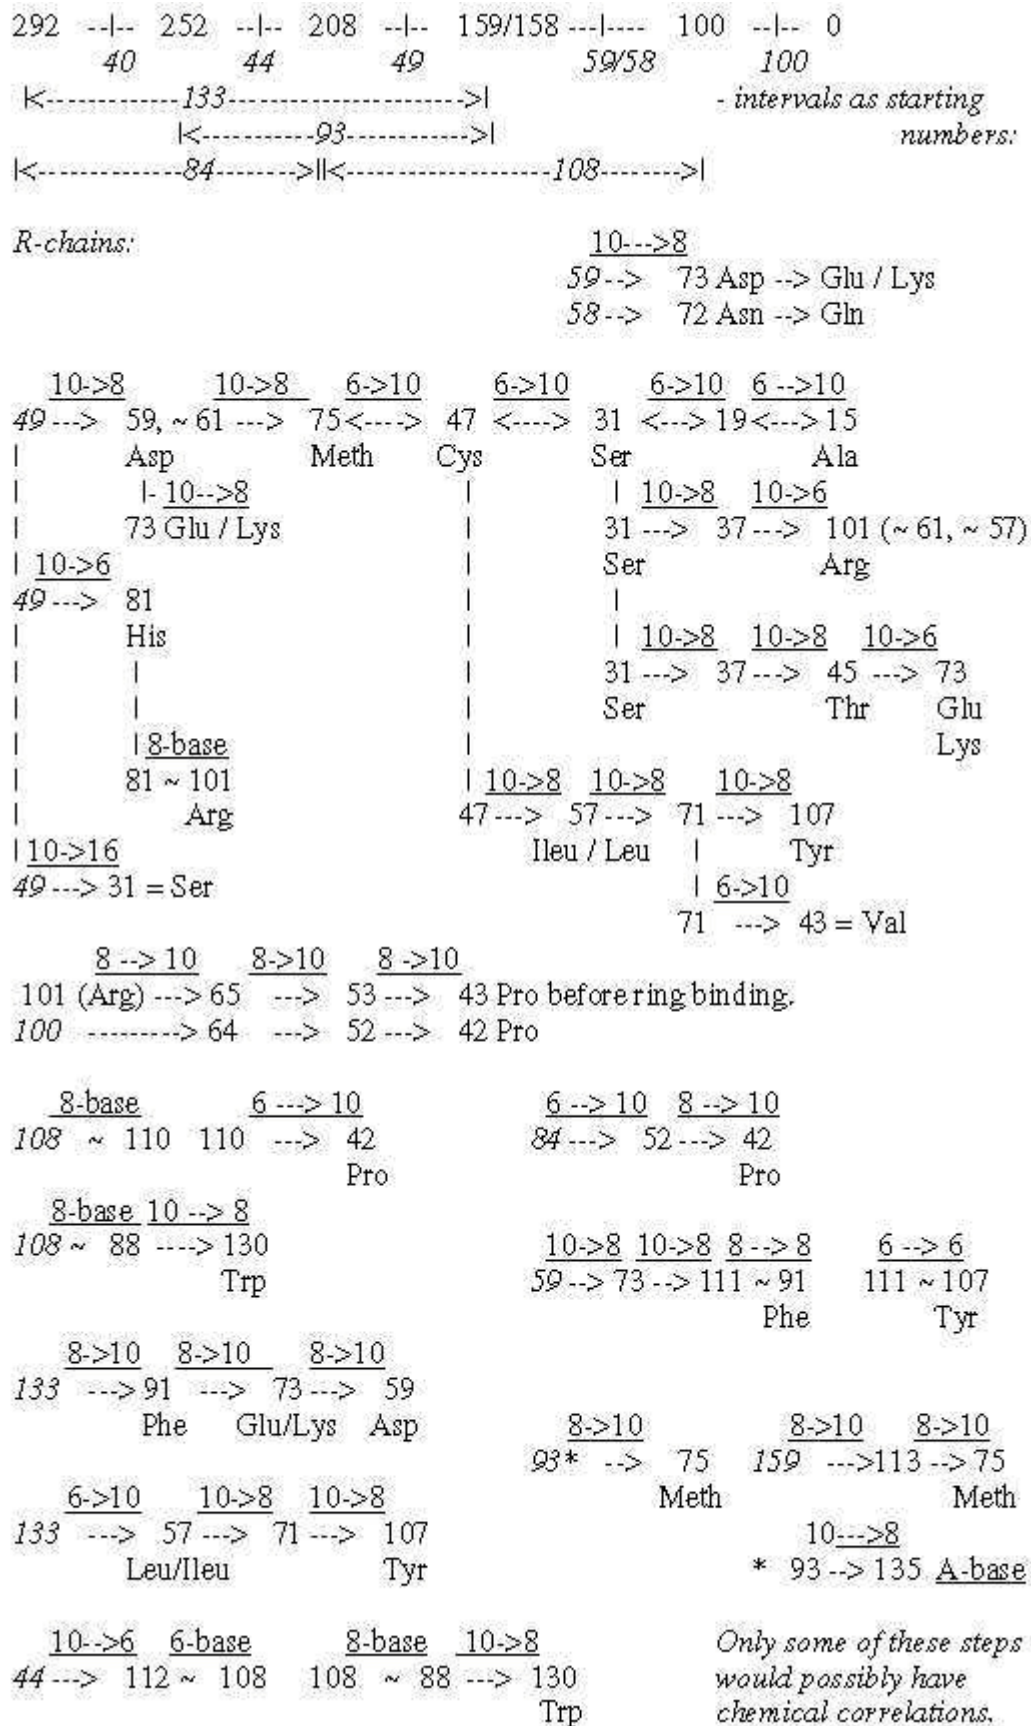 292 --|-- 252 --|-- 208 --|-- 159/158 ---|---- 100 --|-- 0
40 44 49 59/58 100
|<-------------133----------------------->| - intervals as starting
|<-----------93------------>| numbers:
|<----------------84-------->||<--------------------108-------->|
R-chains: 10--->8
59--> 73 Asp --> Glu / Lys
58--> 72 Asn --> Gln
10->8 10->8 6->10 6->10 6->10 6 -->10
49 ---> 59, ~ 61 ---> 75 <----> 47 <----> 31 <---> 19<---> 15
| Asp Meth Cys Ser Ala
| |- 10-->8 | | 10->8 10->6
| 73 Glu / Lys | 31 ---> 37 ---> 101 (~ 61, ~ 57)
| 10->6 | Ser Arg
49 ---> 81 | |
| His | | 10->8 10->8 10->6
| | | 31 ---> 37 ---> 45 ---> 73
| | | Ser Thr Glu
| | 8-base | Lys
| 81 ~ 101 | 10->8 10->8 10->8
| Arg 47 ---> 57 ---> 71 ---> 107
| 10->16 Ileu / Leu | Tyr
49 ---> 31 = Ser | 6->10
71 ---> 43 = Val
8 --> 10 8->10 8 ->10
101 (Arg) ---> 65 ---> 53 ---> 43 Pro before ring binding.
100 ---------> 64 ---> 52 ---> 42 Pro
8-base 6 ---> 10 6 --> 10 8 --> 10
108 ~ 110 110 ---> 42 84 ---> 52 ---> 42
Pro Pro
8-base 10 --> 8
108 ~ 88 ----> 130 10->8 10->8 8 --> 8 6 --> 6
Trp 59 --> 73 --> 111 ~ 91 111 ~ 107
Phe Tyr
8->10 8->10 8->10
133 ---> 91 ---> 73 ---> 59
Phe Glu/Lys Asp 8->10 8->10 8->10
93* --> 75 159 --->113 --> 75
6->10 10->8 10->8 Meth Meth
133 ---> 57 ---> 71 ---> 107 10--->8
Leu/Ileu Tyr * 93 --> 135 A-base
10-->6 6-base 8-base 10->8 Only some of these steps
44 ---> 112 ~ 108 108 ~ 88 ---> 130 would possibly have
Trp chemical correlations.